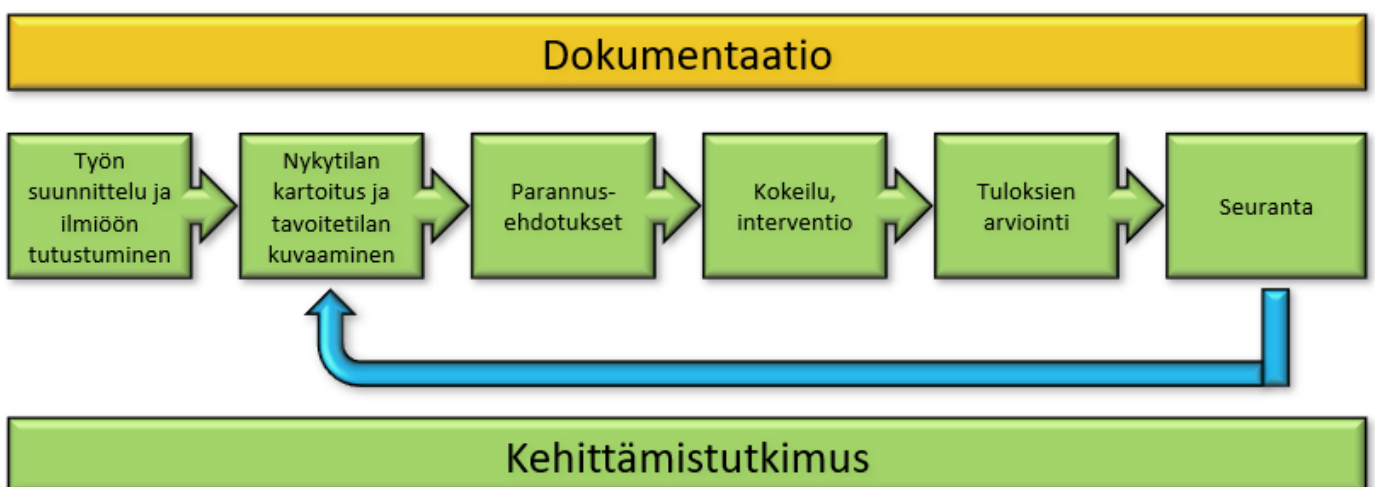 Dokumentaatio
Työn
suunnittelu ja
ilmiöön
tutustuminen
Nykytilan
kartoitus ja
tavoitetilan
kuvaaminen
Parannus-
ehdotukset
Kokeilu,
interventio
Tuloksien
arviointi
Seuranta
Kehittämistutkimus